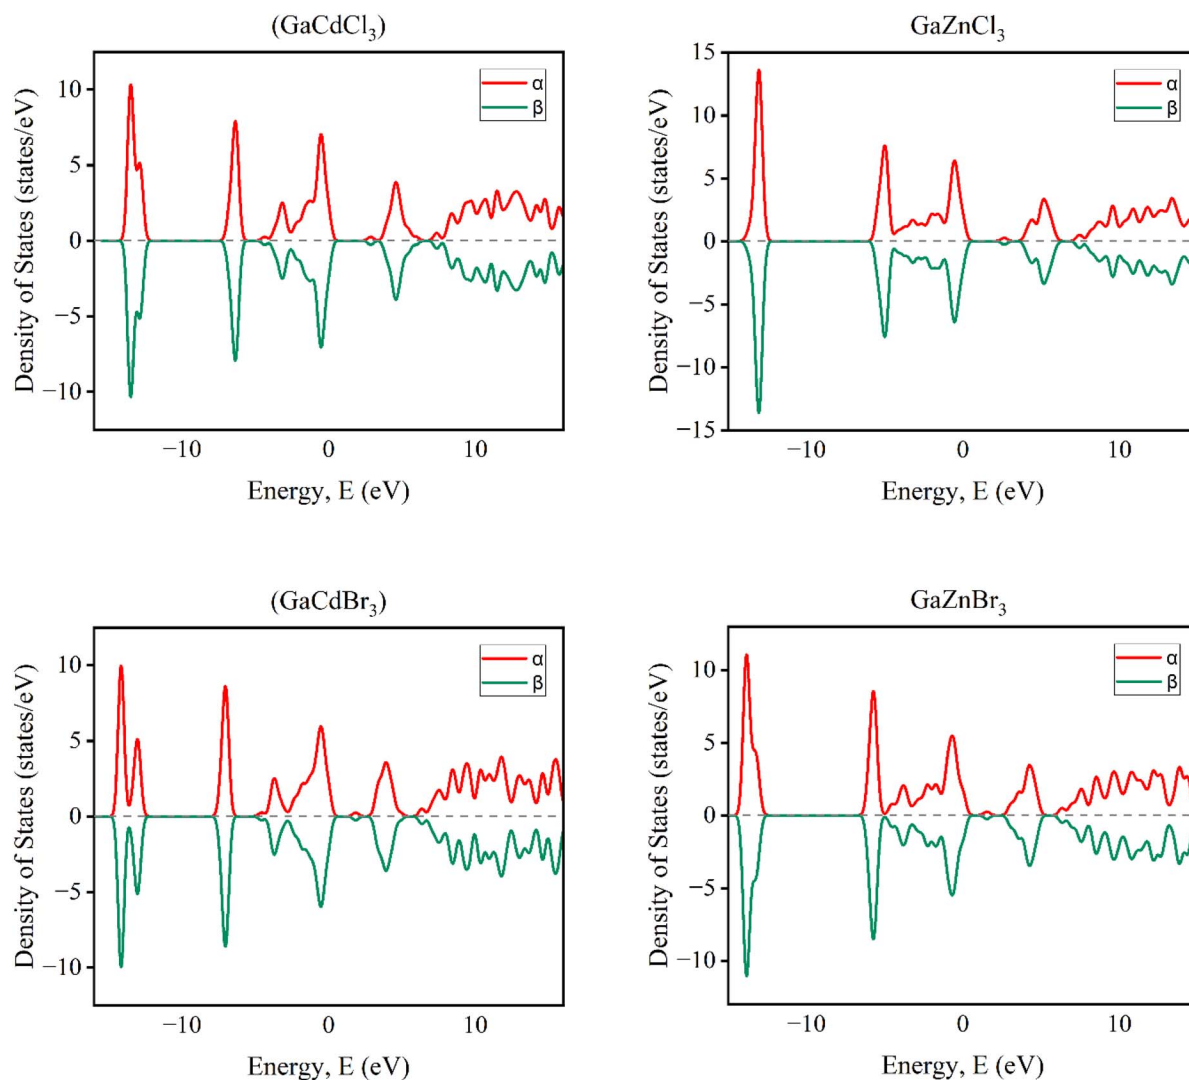 (GaCdCl₃)
Density of States (states/eV)
10
5
0
−5
−10
α
β
−10 0 10
Energy, E (eV)
GaZnCl₃
Density of States (states/eV)
15
10
5
0
−5
−10
−15
α
β
−10 0 10
Energy, E (eV)
(GaCdBr₃)
Density of States (states/eV)
10
5
0
−5
−10
α
β
−10 0 10
Energy, E (eV)
GaZnBr₃
Density of States (states/eV)
10
5
0
−5
−10
α
β
−10 0 10
Energy, E (eV)